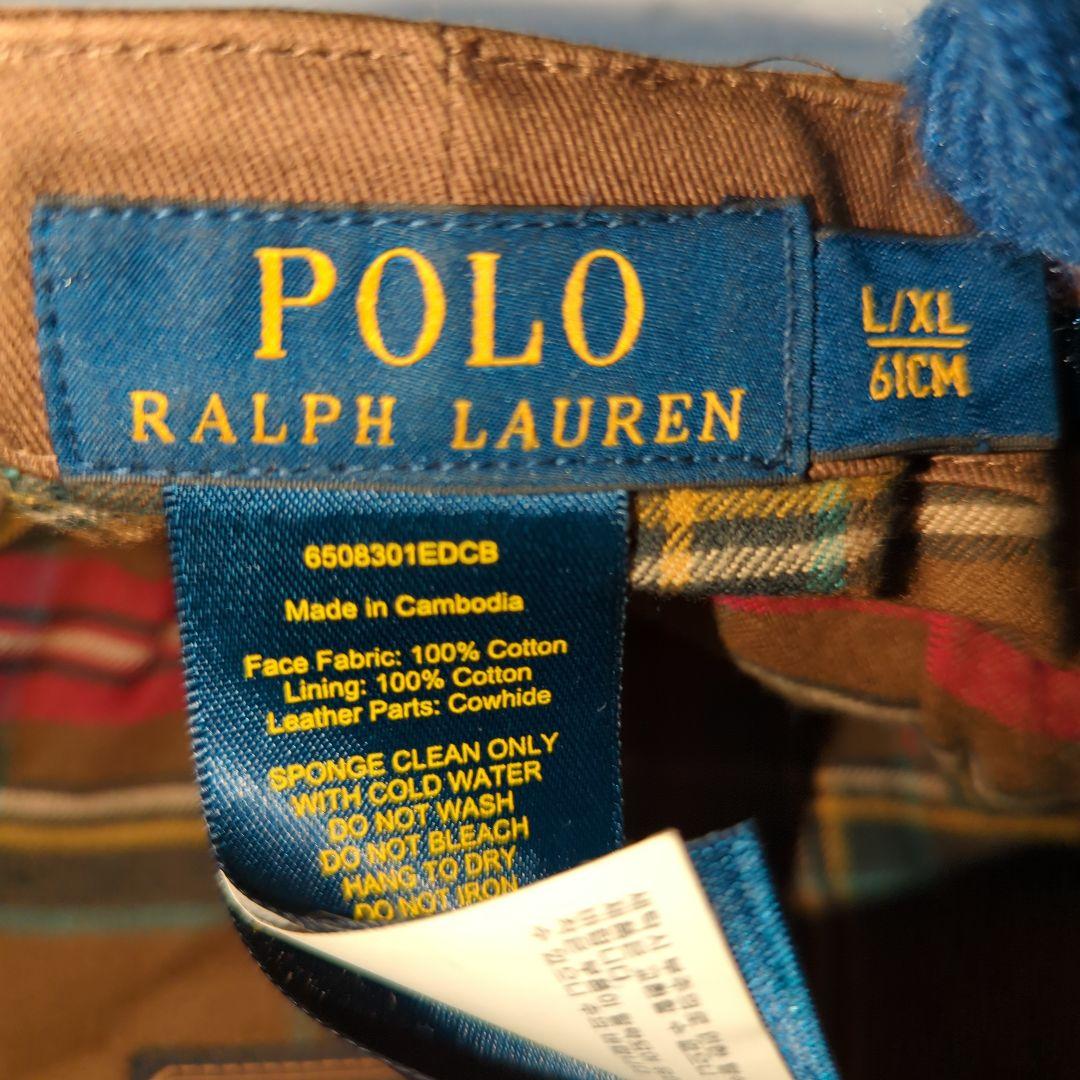 POLO
RALPH LAUREN
L/XL
61CM
6508301EDCB
Made in Cambodia
Face Fabric: 100% Cotton
Lining: 100% Cotton
Leather Parts: Cowhide
SPONGE CLEAN ONLY
WITH COLD WATER
DO NOT WASH
DO NOT BLEACH
HANG TO DRY
DO NOT IRON